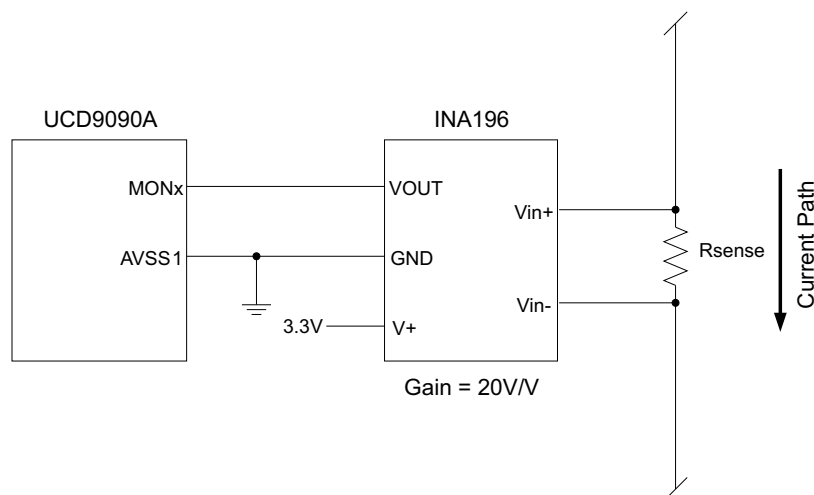 UCD9090A
INA196
MONx
VOUT
Vin+
AVSS1
GND
Rsense
Current Path
Vin-
3.3V
V+
Gain = 20V/V